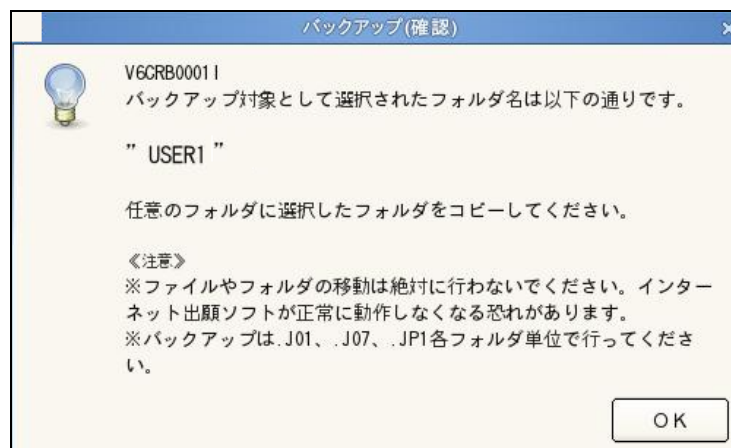 バックアップ(確認)
V6CRB0001I
バックアップ対象として選択されたフォルダ名は以下の通りです。
” USER1 ”
任意のフォルダに選択したフォルダをコピーしてください。
≪注意≫
※ファイルやフォルダの移動は絶対に行わないでください。インター
ネット出願ソフトが正常に動作しなくなる恐れがあります。
※バックアップは.J01、.J07、.JP1各フォルダ単位で行ってくださ
い。
OK